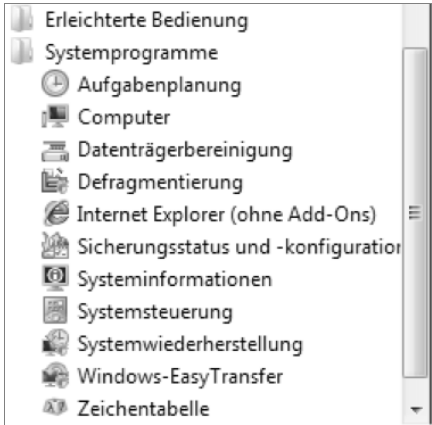 Erleichterte Bedienung
Systemprogramme
Aufgabenplanung
Computer
Datenträgerbereinigung
Defragmentierung
Internet Explorer (ohne Add-Ons)
Sicherungsstatus und -konfiguration
Systeminformationen
Systemsteuerung
Systemwiederherstellung
Windows-EasyTransfer
Zeichentabelle